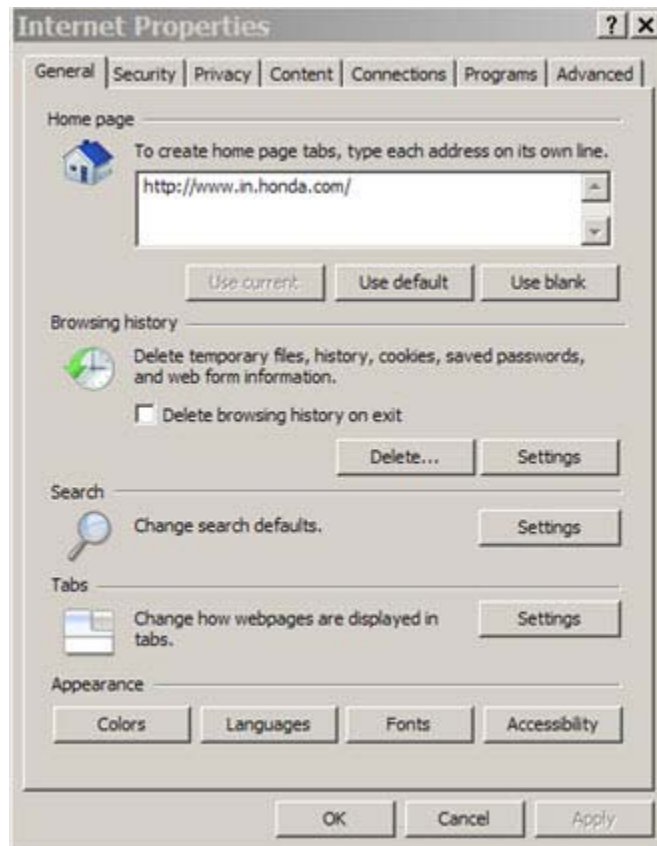 Internet Properties
General Security Privacy Content Connections Programs Advanced
Home page
To create home page tabs, type each address on its own line.
http://www.in.honda.com/
Use current Use default Use blank
Browsing history
Delete temporary files, history, cookies, saved passwords,
and web form information.
Delete browsing history on exit
Delete... Settings
Search
Change search defaults. Settings
Tabs
Change how webpages are displayed in Settings
tabs.
Appearance
Colors Languages Fonts Accessibility
OK Cancel Apply